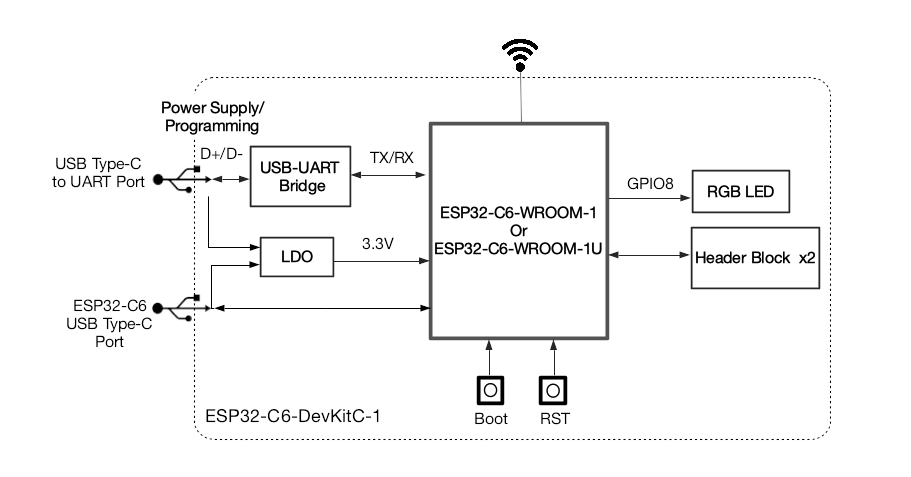 Power Supply/
Programming
USB Type-C
to UART Port
D+/D-
USB-UART
Bridge
TX/RX
ESP32-C6-WROOM-1
Or
ESP32-C6-WROOM-1U
GPIO8
RGB LED
LDO
3.3V
Header Block x2
ESP32-C6
USB Type-C
Port
ESP32-C6-DevKitC-1
Boot
RST